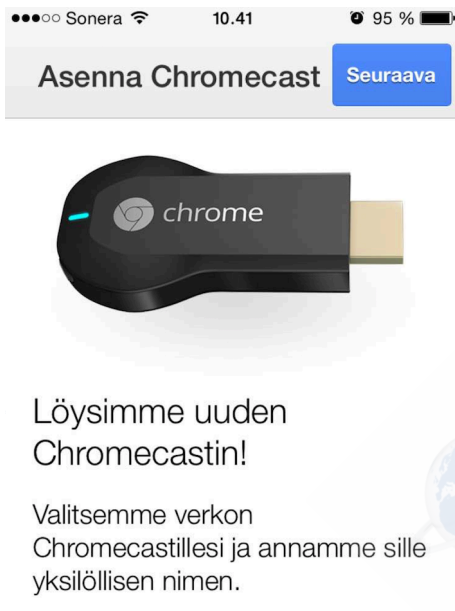 Sonera 10.41 95 %
Asenna Chromecast Seuraava
chrome
Löysimme uuden
Chromecastin!
Valitsemme verkon
Chromecastillesi ja annamme sille
yksilöllisen nimen.